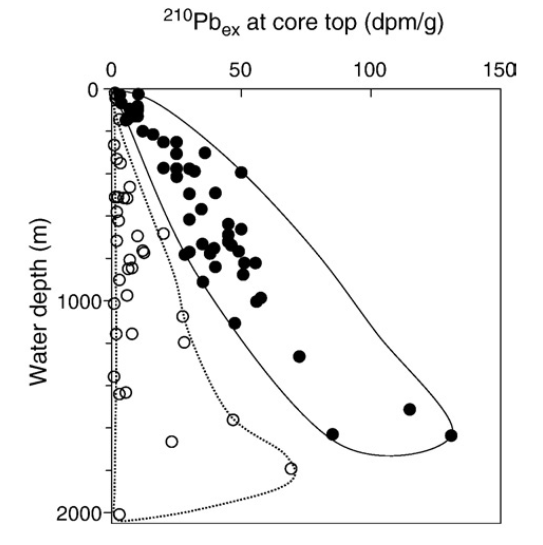 ²¹⁰Pbₑₓ at core top (dpm/g)
0 50 100 150
0
1000
2000
Water depth (m)